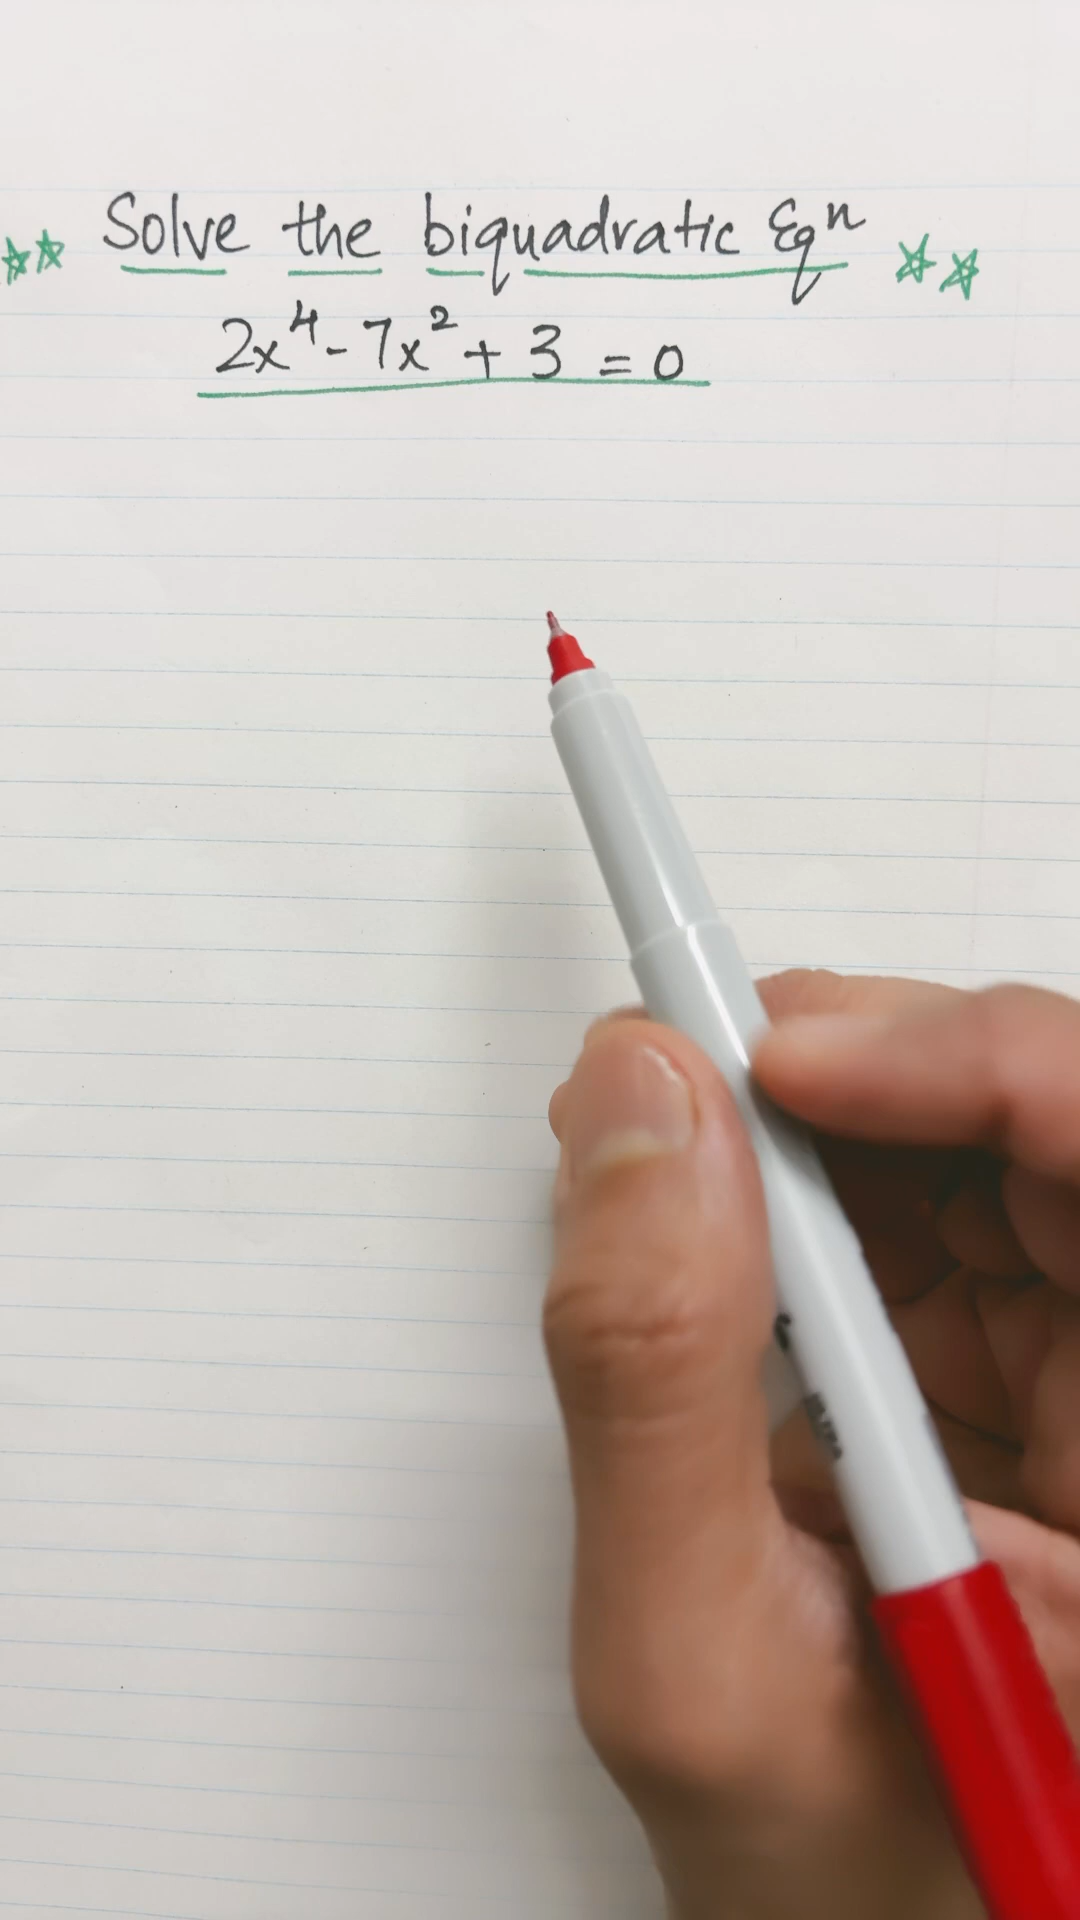 Solve the biquadratic Eqⁿ
2x⁴ - 7x² + 3 = 0